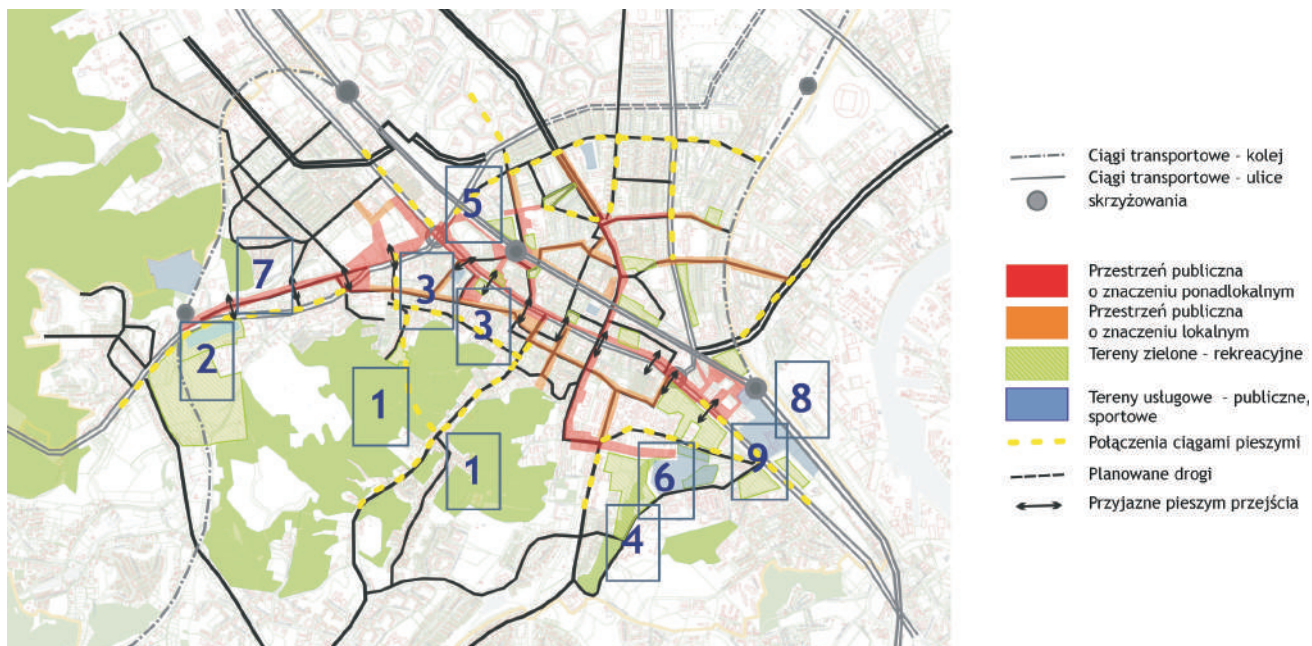 5
7
3
3
2
1
8
1
9
6
4
Ciągi transportowe - kolej
Ciągi transportowe - ulice
skrzyżowania
Przestrzeń publiczna
o znaczeniu ponadlokalnym
Przestrzeń publiczna
o znaczeniu lokalnym
Tereny zielone - rekreacyjne
Tereny usługowe - publiczne,
sportowe
Połączenia ciągami pieszymi
Planowane drogi
Przyjazne pieszym przejścia